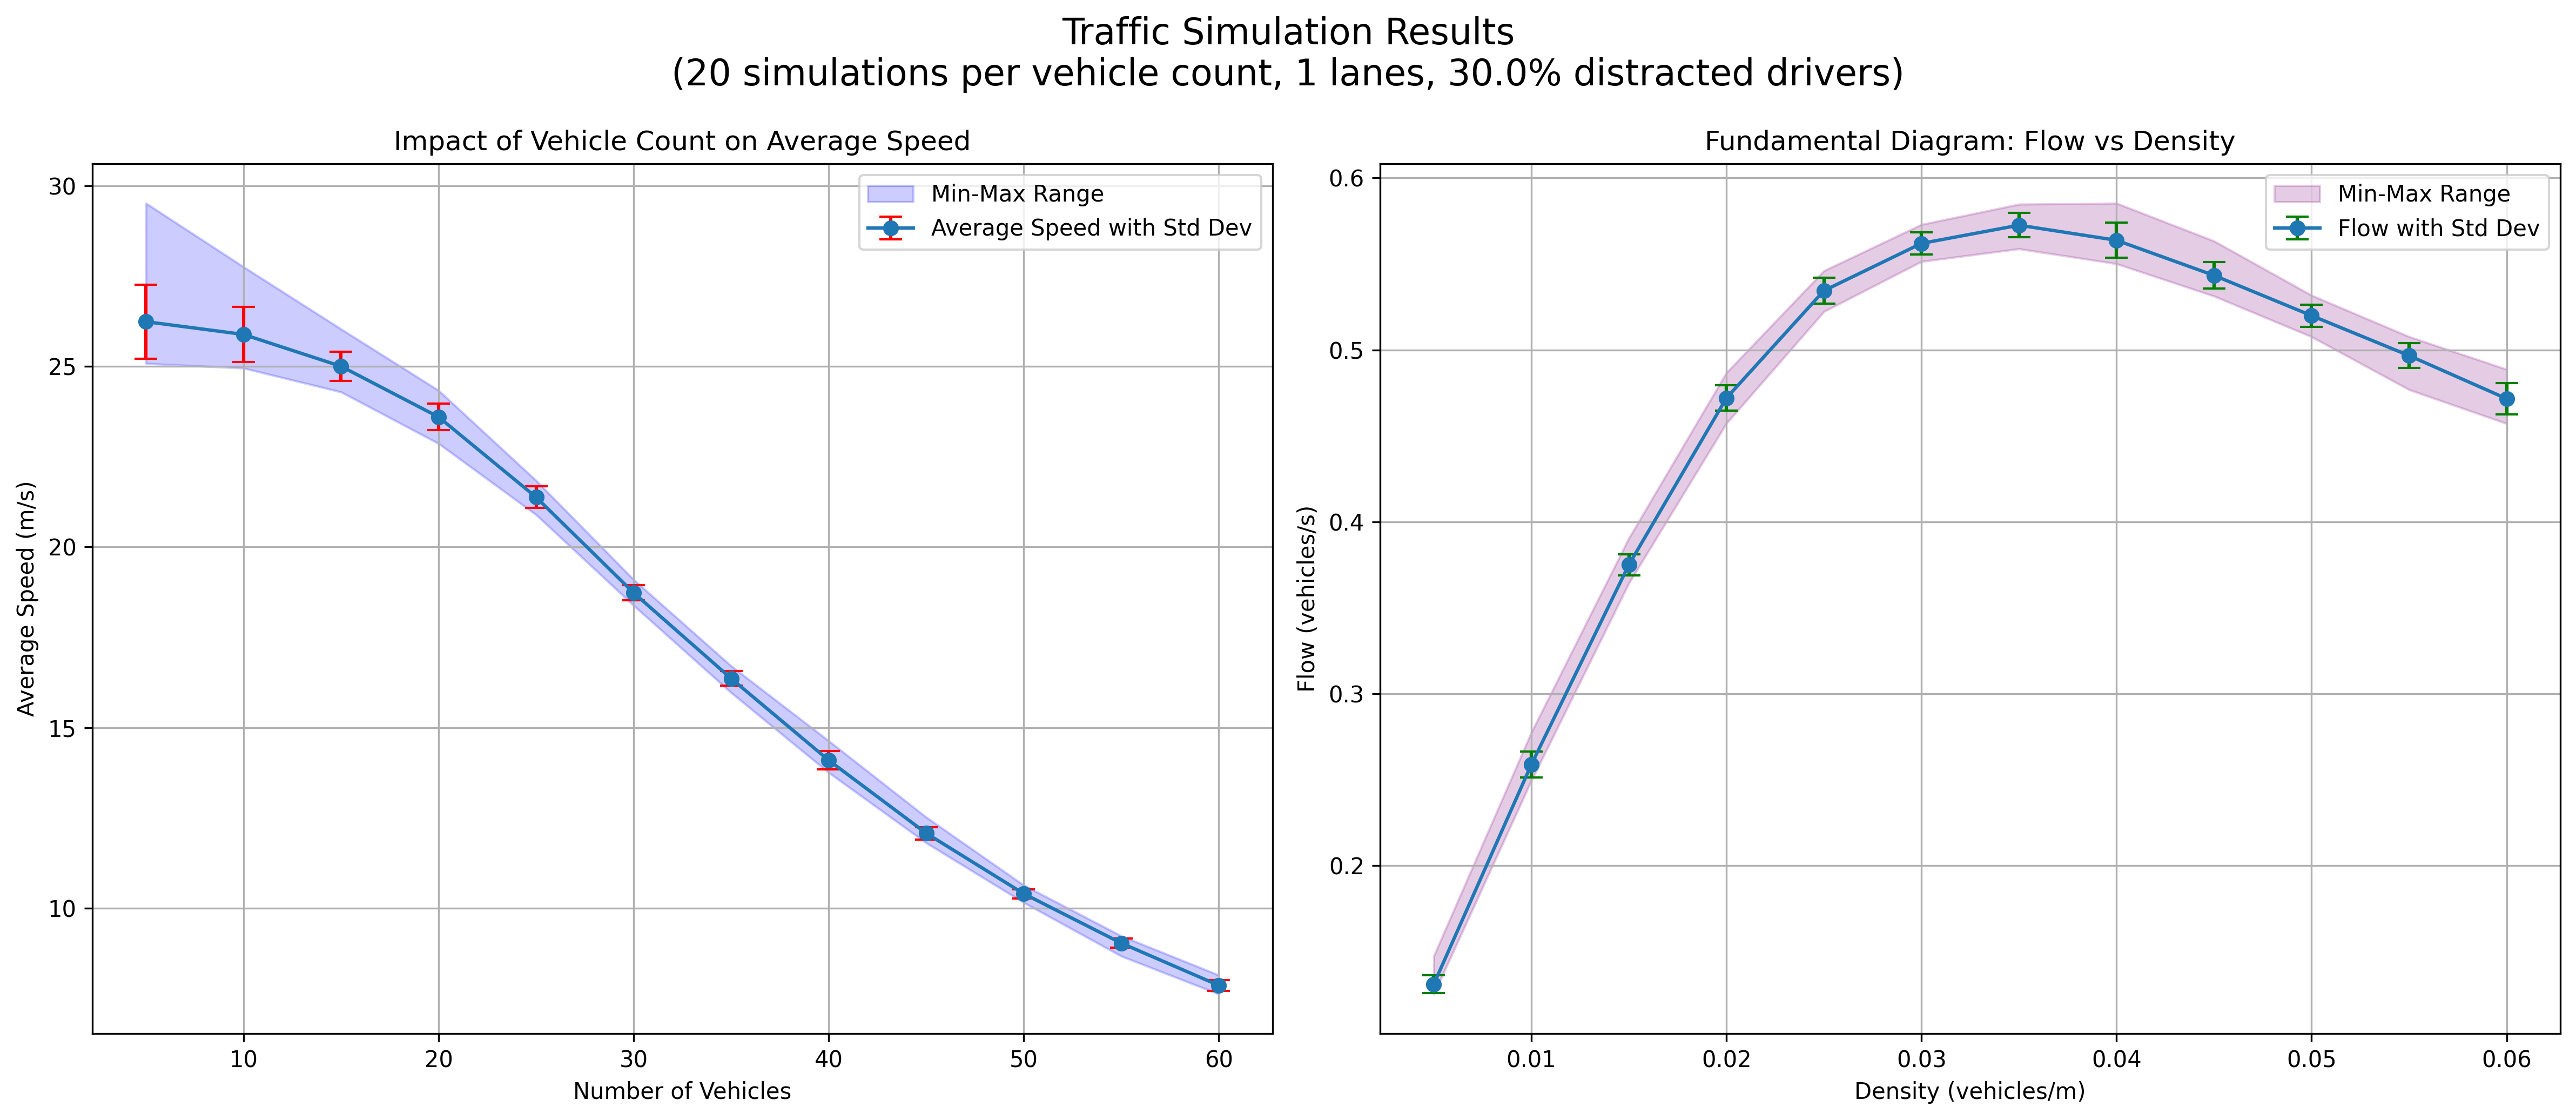 Traffic Simulation Results
(20 simulations per vehicle count, 1 lanes, 30.0% distracted drivers)
Impact of Vehicle Count on Average Speed
Min-Max Range
Average Speed with Std Dev
30
25
20
15
10
Average Speed (m/s)
10
20
30
40
50
60
Number of Vehicles
Fundamental Diagram: Flow vs Density
Min-Max Range
Flow with Std Dev
0.6
0.5
0.4
0.3
0.2
Flow (vehicles/s)
0.01
0.02
0.03
0.04
0.05
0.06
Density (vehicles/m)